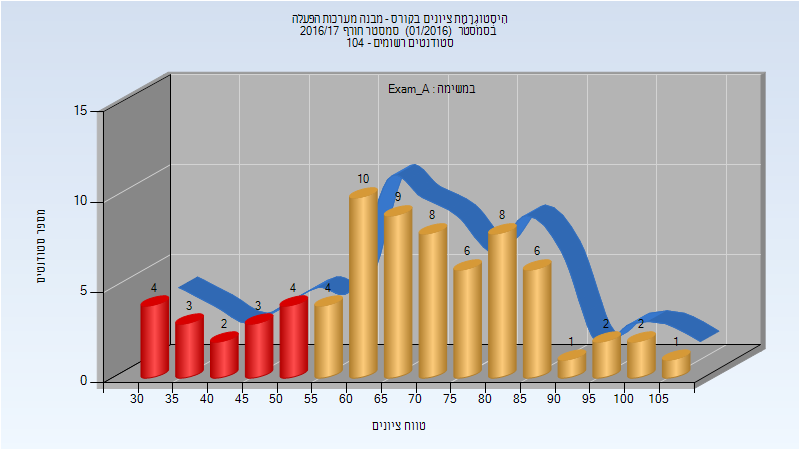 היסטוגרמת ציונים בקורס - מבנה מערכות הפעלה
בסמסטר (01/2016) סמסטר חורף 2016/17
סטודנטים רשומים - 104
במשימה : Exam_A
מספר סטודנטים
15
10
5
0
4
3
2
3
4
4
10
9
8
6
8
6
1
2
2
1
30 35 40 45 50 55 60 65 70 75 80 85 90 95 100 105
טווח ציונים